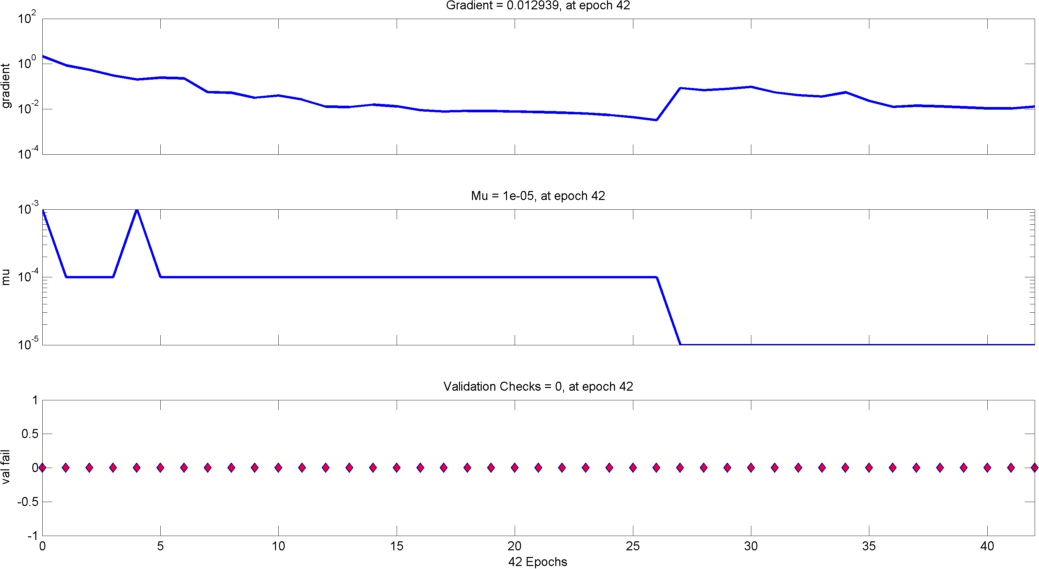 Gradient = 0.012939, at epoch 42
10^2
10^0
10^-2
10^-4
gradient
Mu = 1e-05, at epoch 42
10^-3
10^-4
10^-5
mu
Validation Checks = 0, at epoch 42
1
0.5
0
-0.5
-1
val fail
0 5 10 15 20 25 30 35 40
42 Epochs